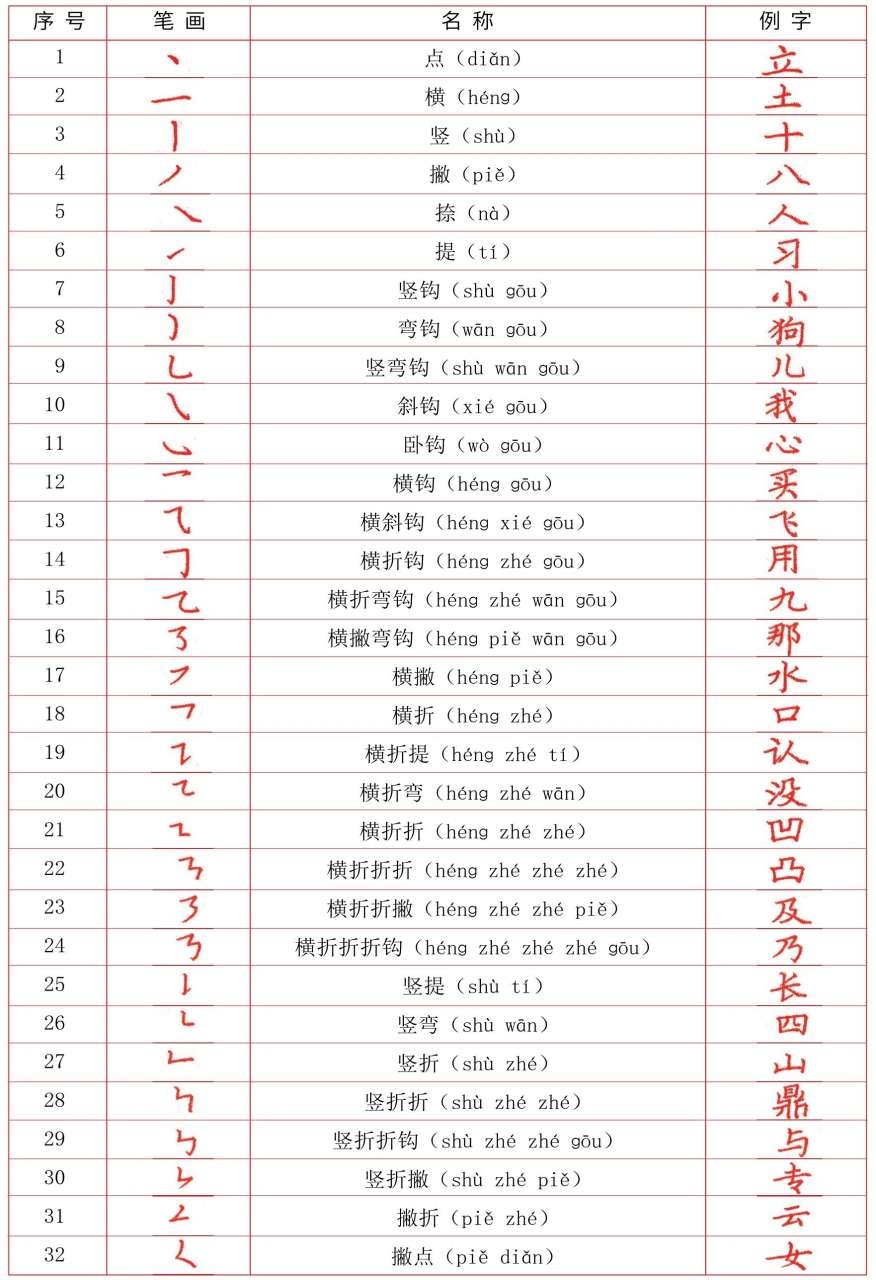 序号 笔画 名称 例字
1 丶 点（diǎn） 立
2 一 横（héng） 土
3 丨 竖（shù） 十
4 丿 撇（piě） 八
5 ㇏ 捺（nà） 人
6 ㇀ 提（tí） 习
7 亅 竖钩（shù gōu） 小
8 ㇁ 弯钩（wān gōu） 狗
9 乚 竖弯钩（shù wān gōu） 儿
10 ㇂ 斜钩（xié gōu） 我
11 ㇃ 卧钩（wò gōu） 心
12 乛 横钩（héng gōu） 买
13 ⺄ 横斜钩（héng xié gōu） 飞
14 𠃌 横折钩（héng zhé gōu） 用
15 ㇈ 横折弯钩（héng zhé wān gōu） 九
16 ㇌ 横撇弯钩（héng piě wān gōu） 那
17 ㇇ 横撇（héng piě） 水
18 𠃍 横折（héng zhé） 口
19 ㇊ 横折提（héng zhé tí） 认
20 ㇍ 横折弯（héng zhé wān） 没
21 ㇅ 横折折（héng zhé zhé） 凹
22 ㇎ 横折折折（héng zhé zhé zhé） 凸
23 ㇋ 横折折撇（héng zhé zhé piě） 及
24 ㇡ 横折折折钩（héng zhé zhé zhé gōu） 乃
25 𠄌 竖提（shù tí） 长
26 ㇄ 竖弯（shù wān） 四
27 𠃊 竖折（shù zhé） 山
28 ㇞ 竖折折（shù zhé zhé） 鼎
29 ㇉ 竖折折钩（shù zhé zhé gōu） 与
30 ㇗ 竖折撇（shù zhé piě） 专
31 𠃋 撇折（piě zhé） 云
32 𡿨 撇点（piě diǎn） 女